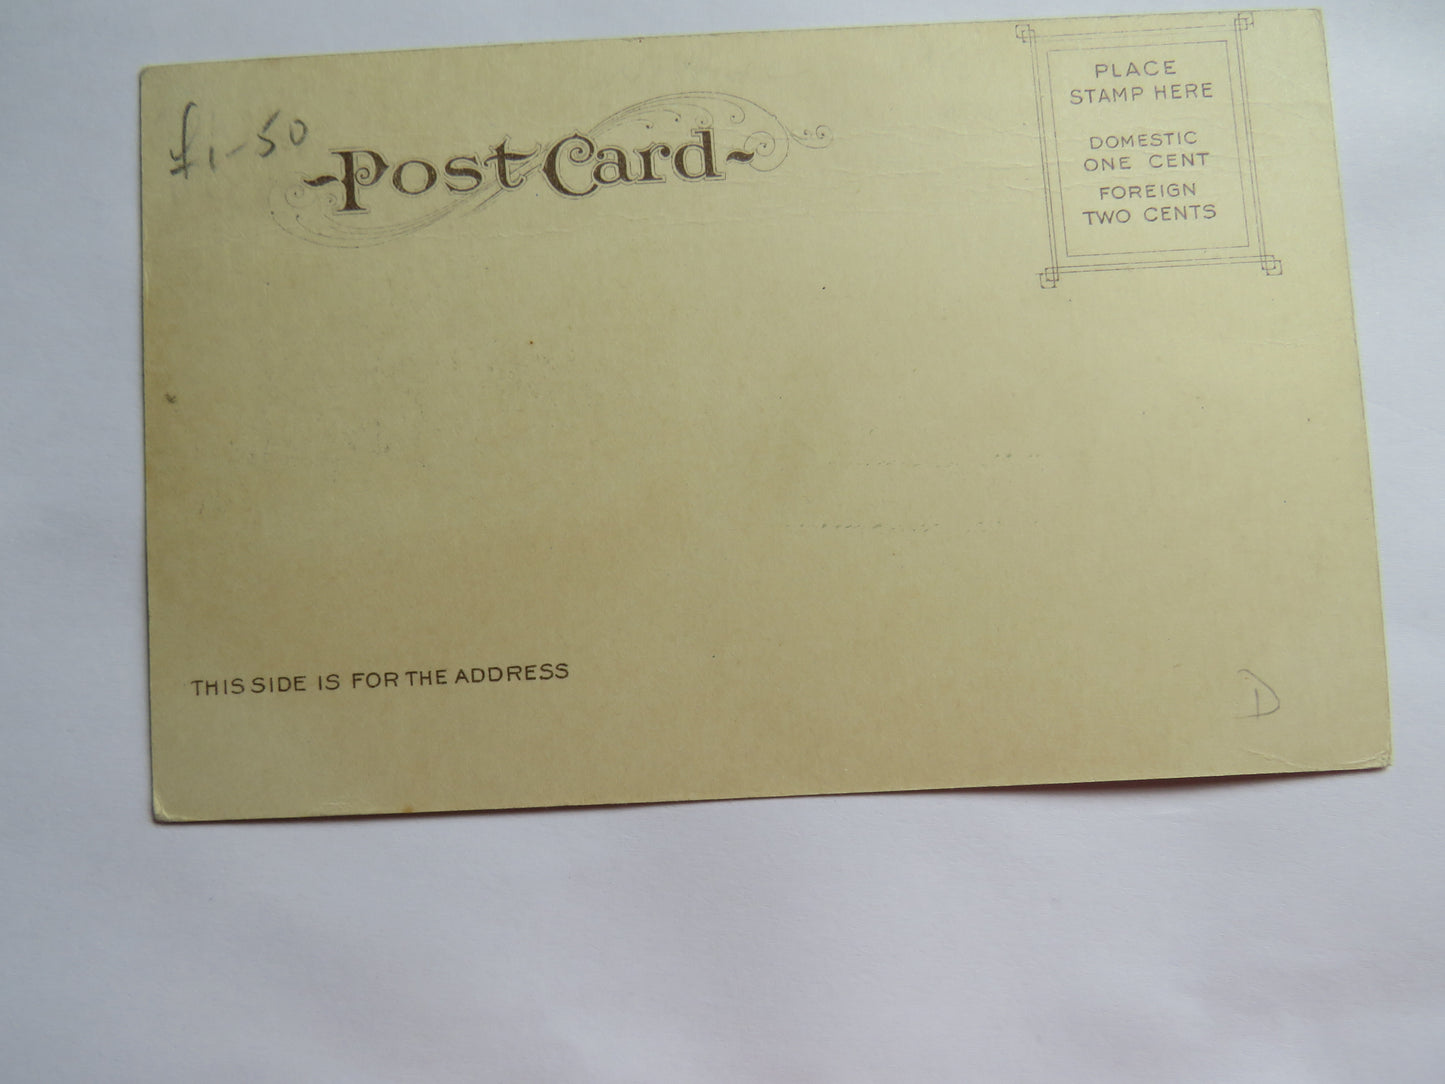 £1-50
Post Card
PLACE
STAMP HERE
DOMESTIC
ONE CENT
FOREIGN
TWO CENTS
THIS SIDE IS FOR THE ADDRESS
D